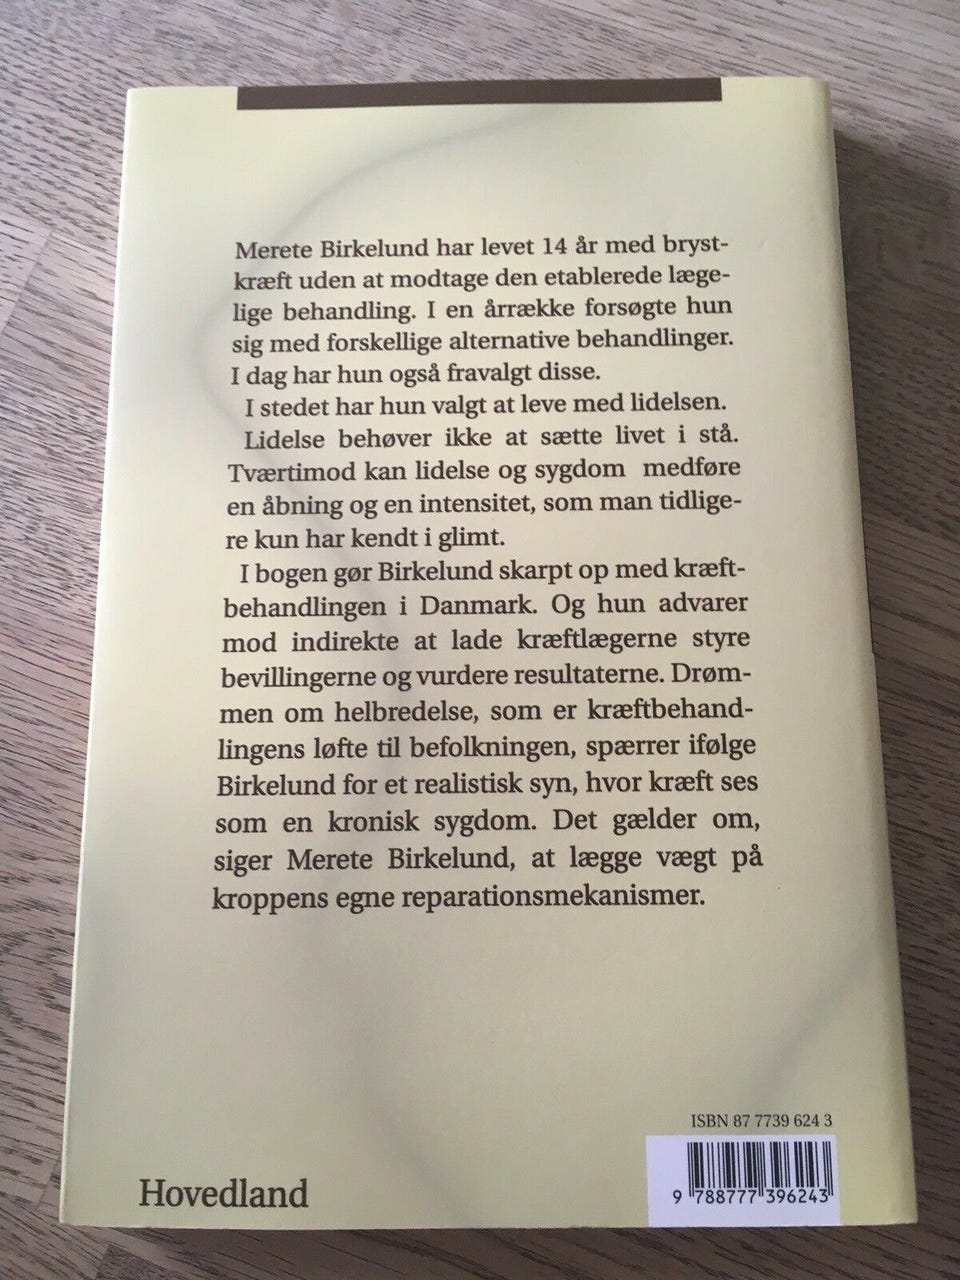 Merete Birkelund har levet 14 år med bryst-
kræft uden at modtage den etablerede læge-
lige behandling. I en årrække forsøgte hun
sig med forskellige alternative behandlinger.
I dag har hun også fravalgt disse.
I stedet har hun valgt at leve med lidelsen.
Lidelse behøver ikke at sætte livet i stå.
Tværtimod kan lidelse og sygdom medføre
en åbning og en intensitet, som man tidlige-
re kun har kendt i glimt.
I bogen gør Birkelund skarpt op med kræft-
behandlingen i Danmark. Og hun advarer
mod indirekte at lade kræftlægerne styre
bevillingerne og vurdere resultaterne. Drøm-
men om helbredelse, som er kræftbehand-
lingens løfte til befolkningen, spærrer ifølge
Birkelund for et realistisk syn, hvor kræft ses
som en kronisk sygdom. Det gælder om,
siger Merete Birkelund, at lægge vægt på
kroppens egne reparationsmekanismer.
ISBN 87 7739 624 3
9 788777 396243
Hovedland